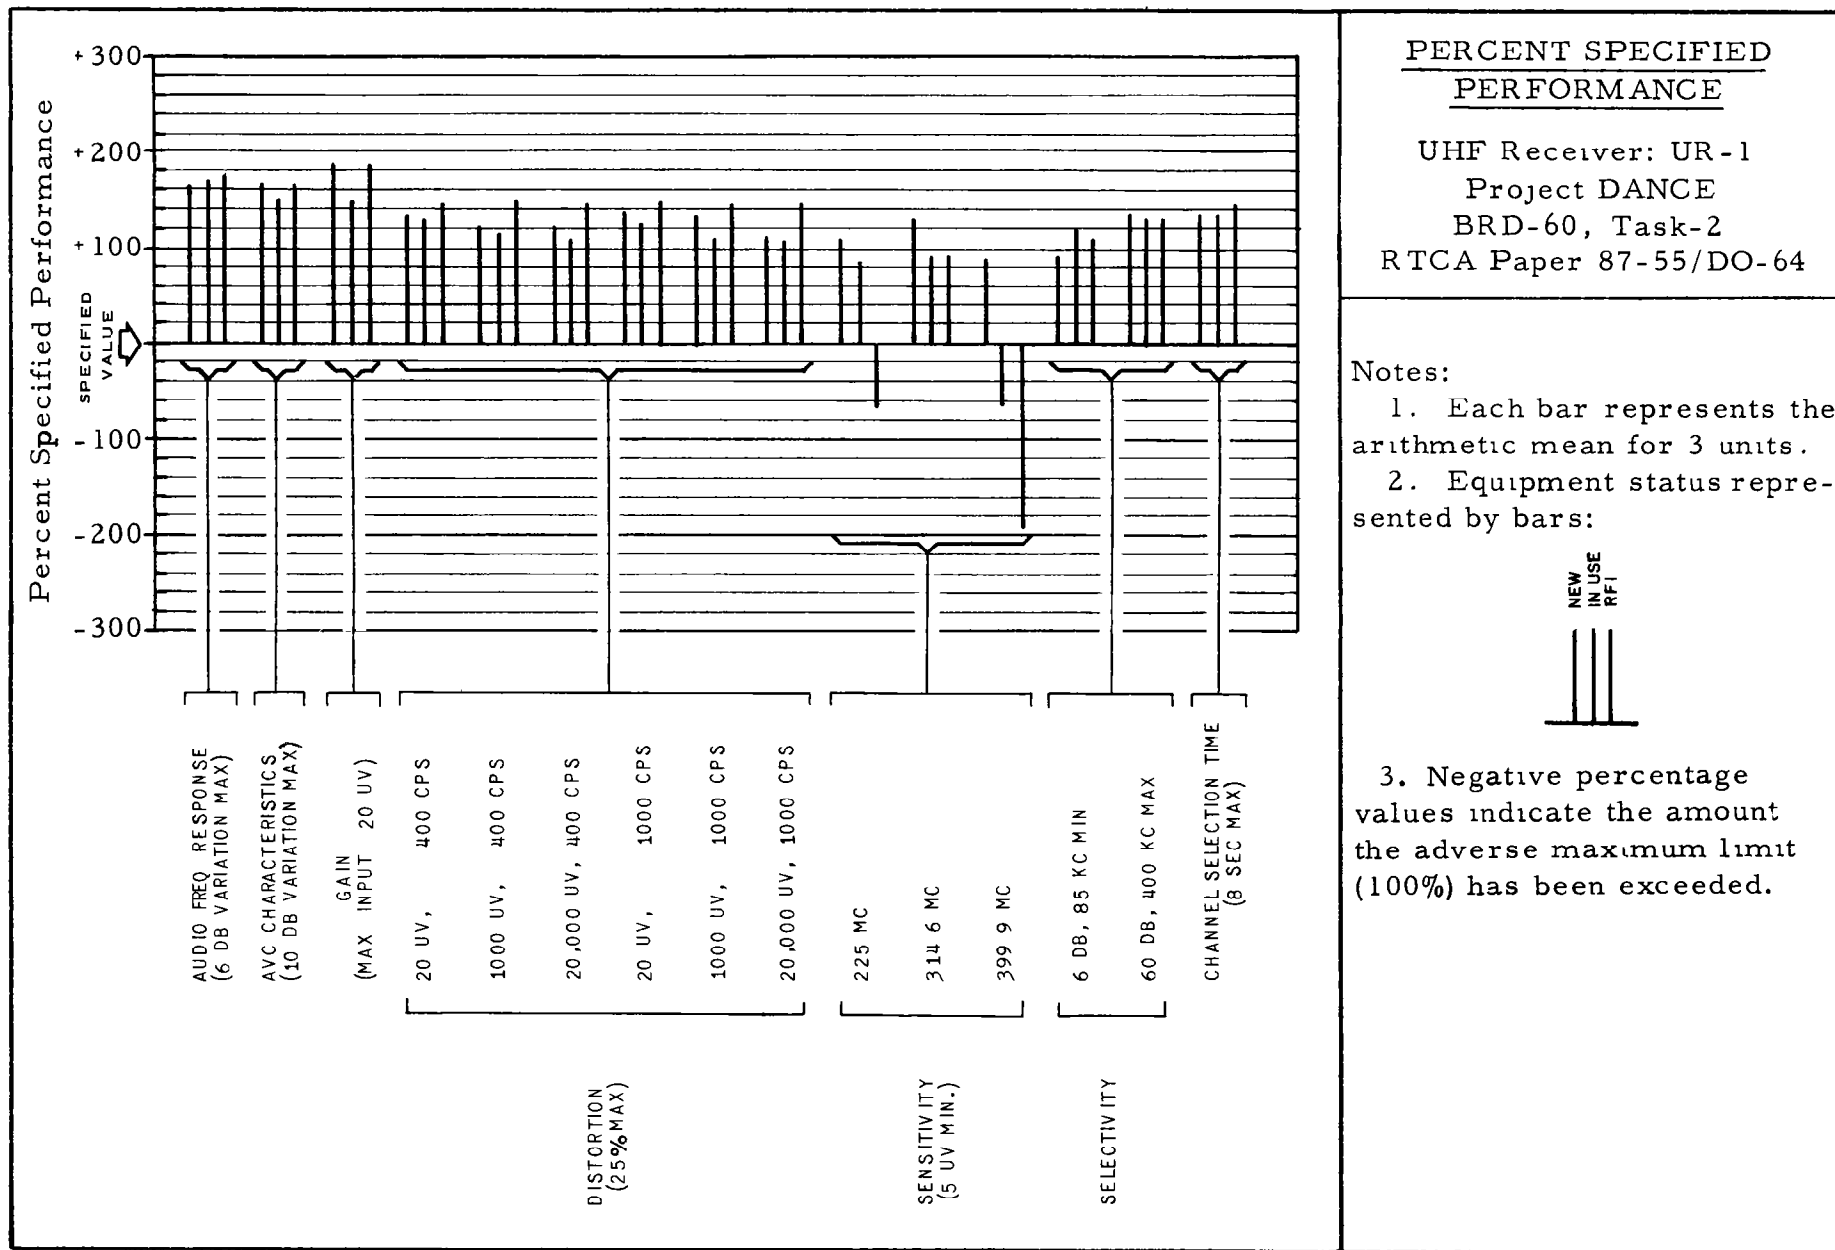 +300
+200
+100
-100
-200
-300
Percent Specified Performance
SPECIFIED
VALUE
AUDIO FREQ RESPONSE
(6 DB VARIATION MAX)
AVC CHARACTERISTICS
(10 DB VARIATION MAX)
GAIN
(MAX INPUT 20 UV)
20 UV, 400 CPS
1000 UV, 400 CPS
20,000 UV, 400 CPS
20 UV, 1000 CPS
1000 UV, 1000 CPS
20,000 UV, 1000 CPS
225 MC
314 6 MC
399 9 MC
6 DB, 85 KC MIN
60 DB, 400 KC MAX
CHANNEL SELECTION TIME
(8 SEC MAX)
DISTORTION
(25% MAX)
SENSITIVITY
(5 UV MIN.)
SELECTIVITY
PERCENT SPECIFIED
PERFORMANCE
UHF Receiver: UR-1
Project DANCE
BRD-60, Task-2
RTCA Paper 87-55/DO-64
Notes:
1. Each bar represents the
arithmetic mean for 3 units.
2. Equipment status repre-
sented by bars:
NEW
IN USE
RFI
3. Negative percentage
values indicate the amount
the adverse maximum limit
(100%) has been exceeded.